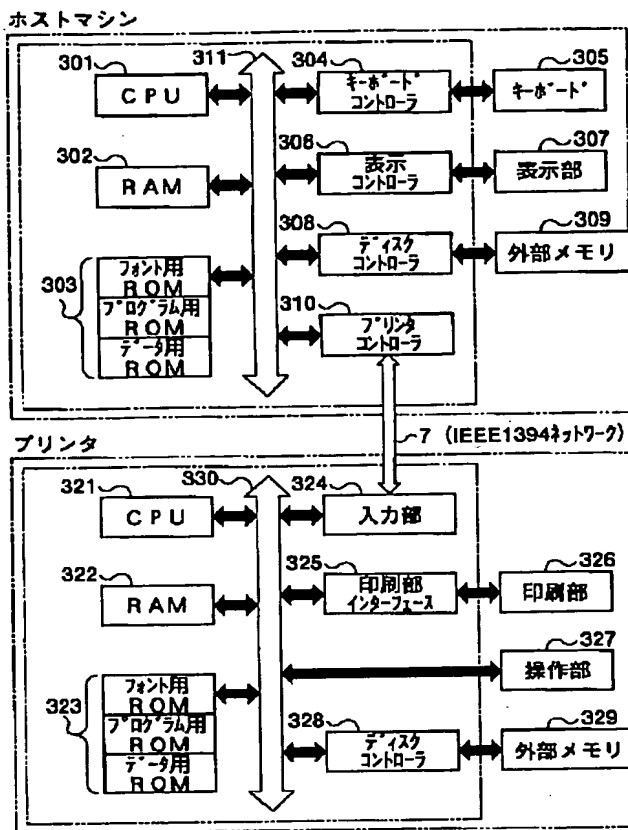 ホストマシン
301
311
304
305
CPU
キーボード
コントローラ
キーボード
302
306
307
RAM
表示
コントローラ
表示部
308
309
303
フォント用
ROM
プログラム用
ROM
データ用
ROM
ディスク
コントローラ
外部メモリ
310
プリンタ
コントローラ
7 (IEEE1394ネットワーク)
プリンタ
321
330
324
CPU
入力部
322
325
326
RAM
印刷部
インターフェース
印刷部
327
操作部
323
フォント用
ROM
プログラム用
ROM
データ用
ROM
328
329
ディスク
コントローラ
外部メモリ